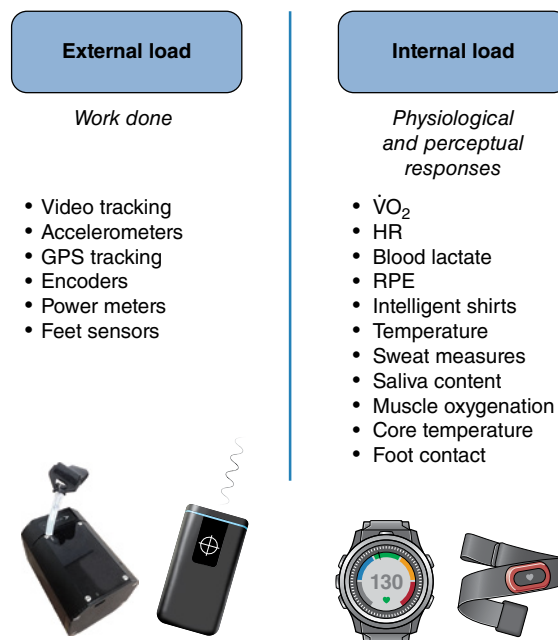 External load
Work done
• Video tracking
• Accelerometers
• GPS tracking
• Encoders
• Power meters
• Feet sensors
Internal load
Physiological
and perceptual
responses
• V̇O₂
• HR
• Blood lactate
• RPE
• Intelligent shirts
• Temperature
• Sweat measures
• Saliva content
• Muscle oxygenation
• Core temperature
• Foot contact
130